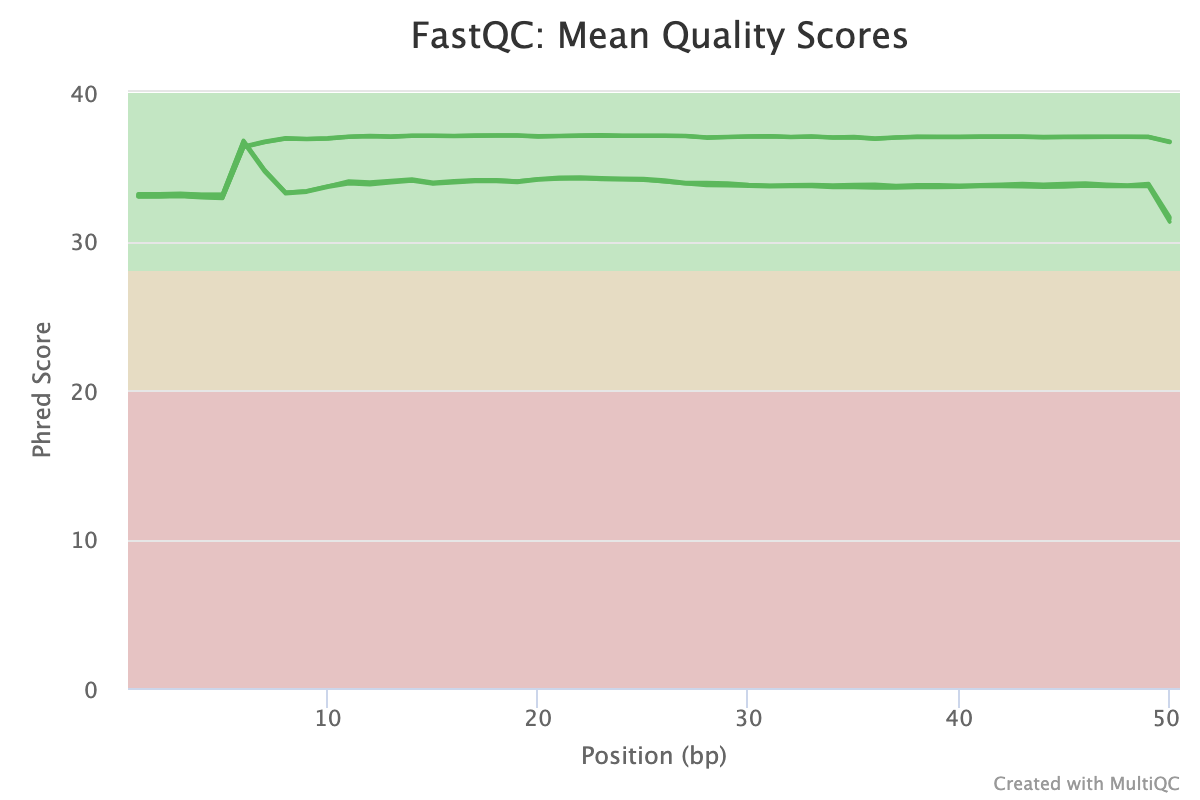 FastQC: Mean Quality Scores
40
30
20
10
0
Phred Score
10 20 30 40 50
Position (bp)
Created with MultiQC